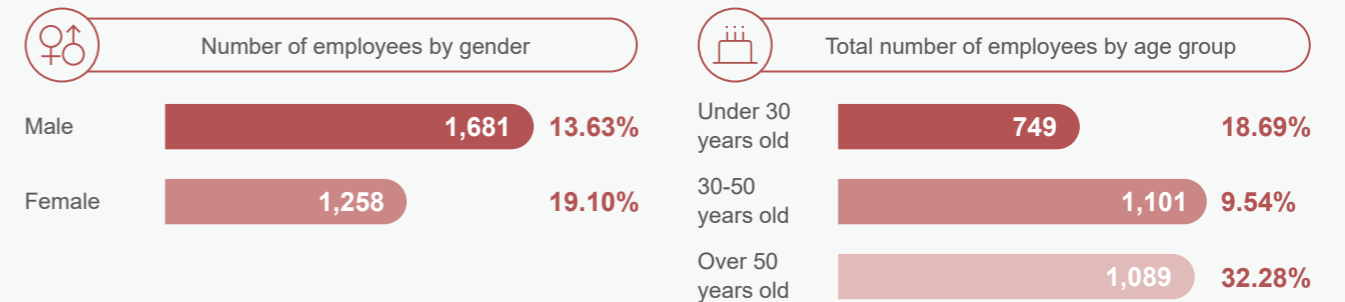 Number of employees by gender
Male
1,681
13.63%
Female
1,258
19.10%
Total number of employees by age group
Under 30
years old
749
18.69%
30-50
years old
1,101
9.54%
Over 50
years old
1,089
32.28%